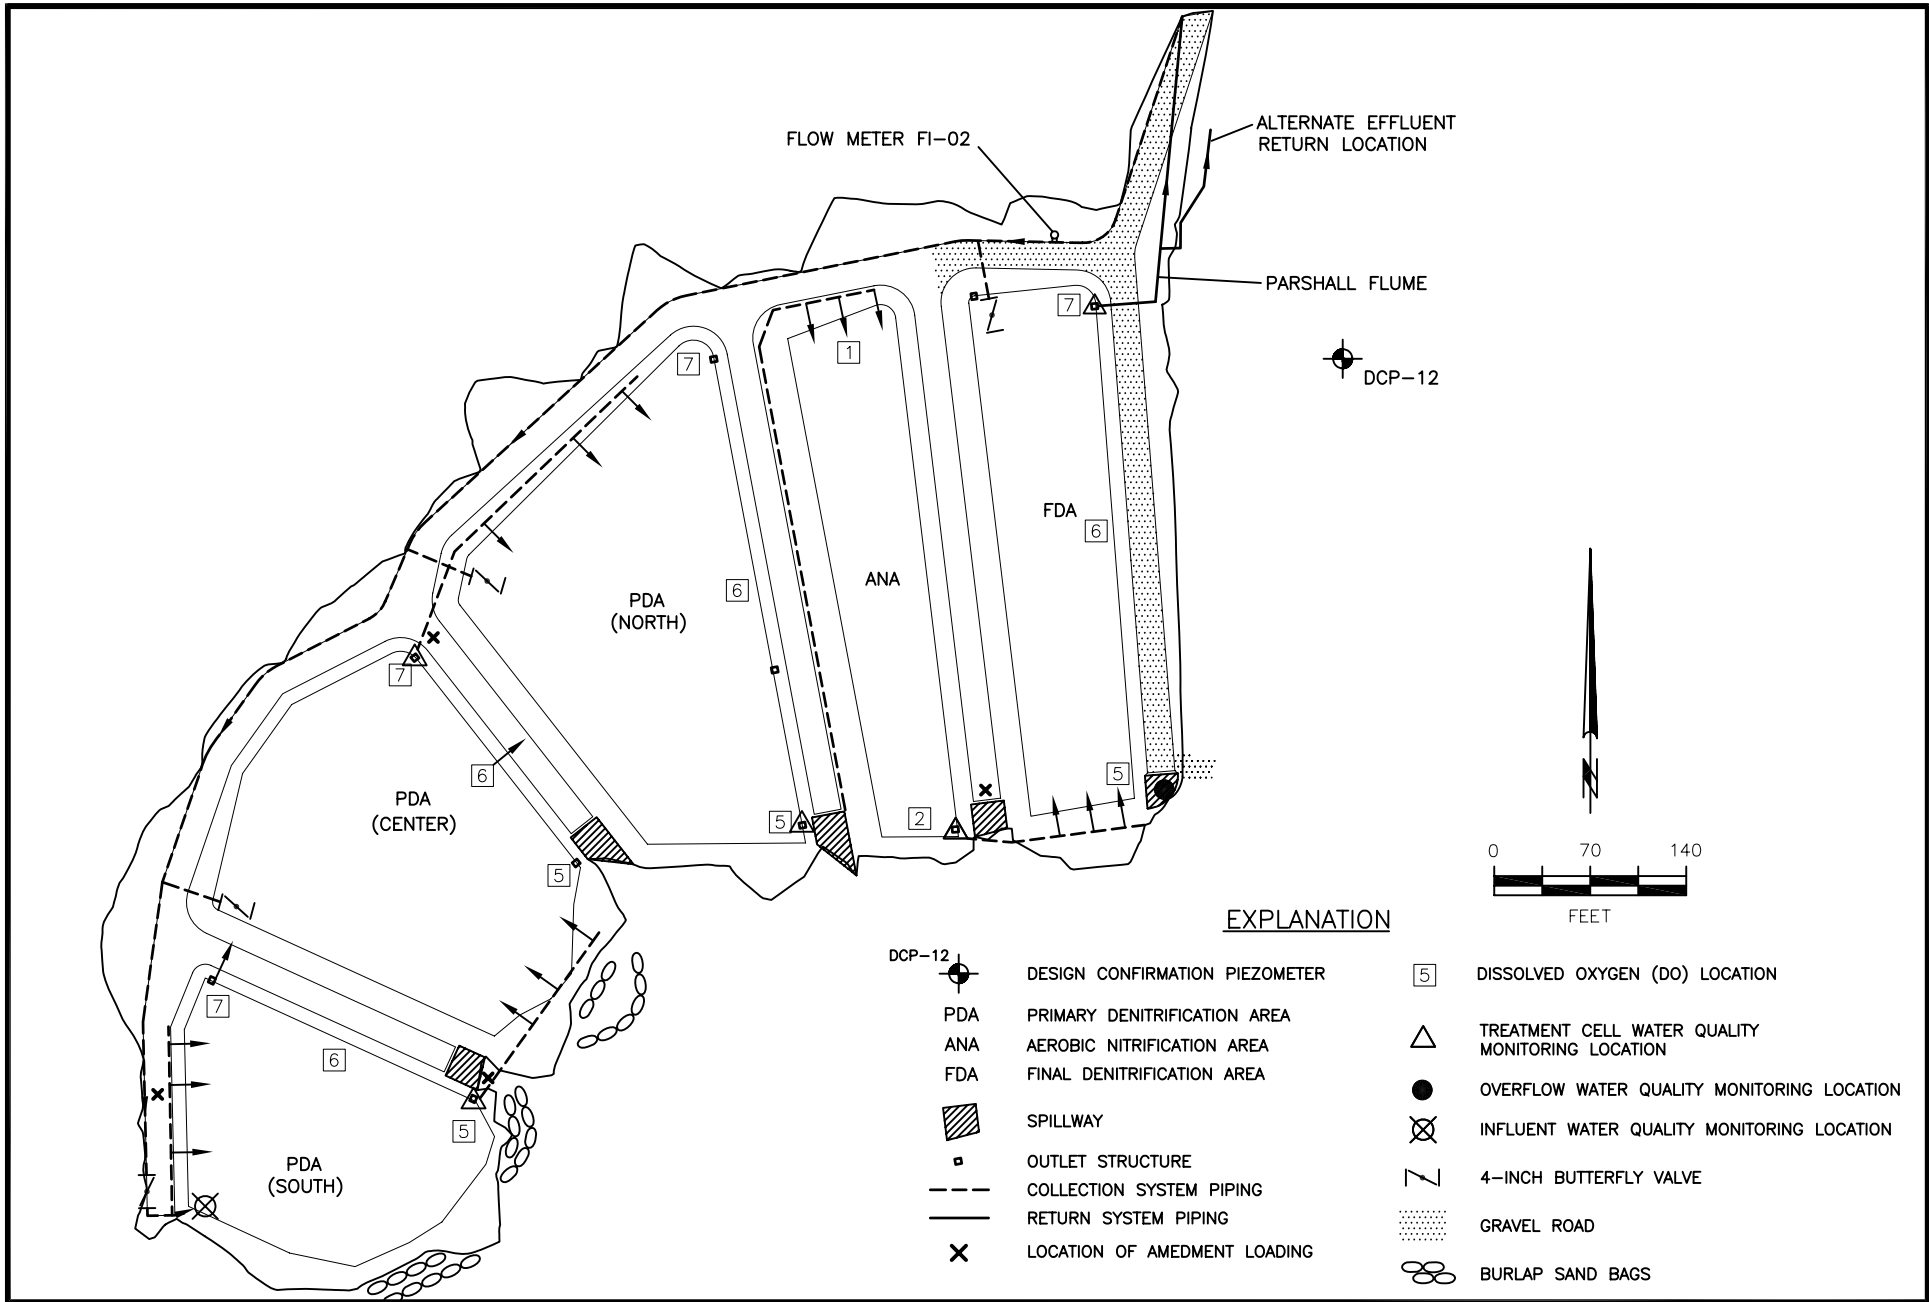 FLOW METER FI-02
ALTERNATE EFFLUENT
RETURN LOCATION
PARSHALL FLUME
DCP-12
7
7
1
FDA
6
ANA
6
PDA
(NORTH)
7
6
5
5
2
PDA
(CENTER)
5
7
6
5
PDA
(SOUTH)
N
0 70 140
FEET
EXPLANATION
DCP-12
DESIGN CONFIRMATION PIEZOMETER
PDA PRIMARY DENITRIFICATION AREA
ANA AEROBIC NITRIFICATION AREA
FDA FINAL DENITRIFICATION AREA
SPILLWAY
OUTLET STRUCTURE
COLLECTION SYSTEM PIPING
RETURN SYSTEM PIPING
LOCATION OF AMEDMENT LOADING
5 DISSOLVED OXYGEN (DO) LOCATION
TREATMENT CELL WATER QUALITY
MONITORING LOCATION
OVERFLOW WATER QUALITY MONITORING LOCATION
INFLUENT WATER QUALITY MONITORING LOCATION
4-INCH BUTTERFLY VALVE
GRAVEL ROAD
BURLAP SAND BAGS